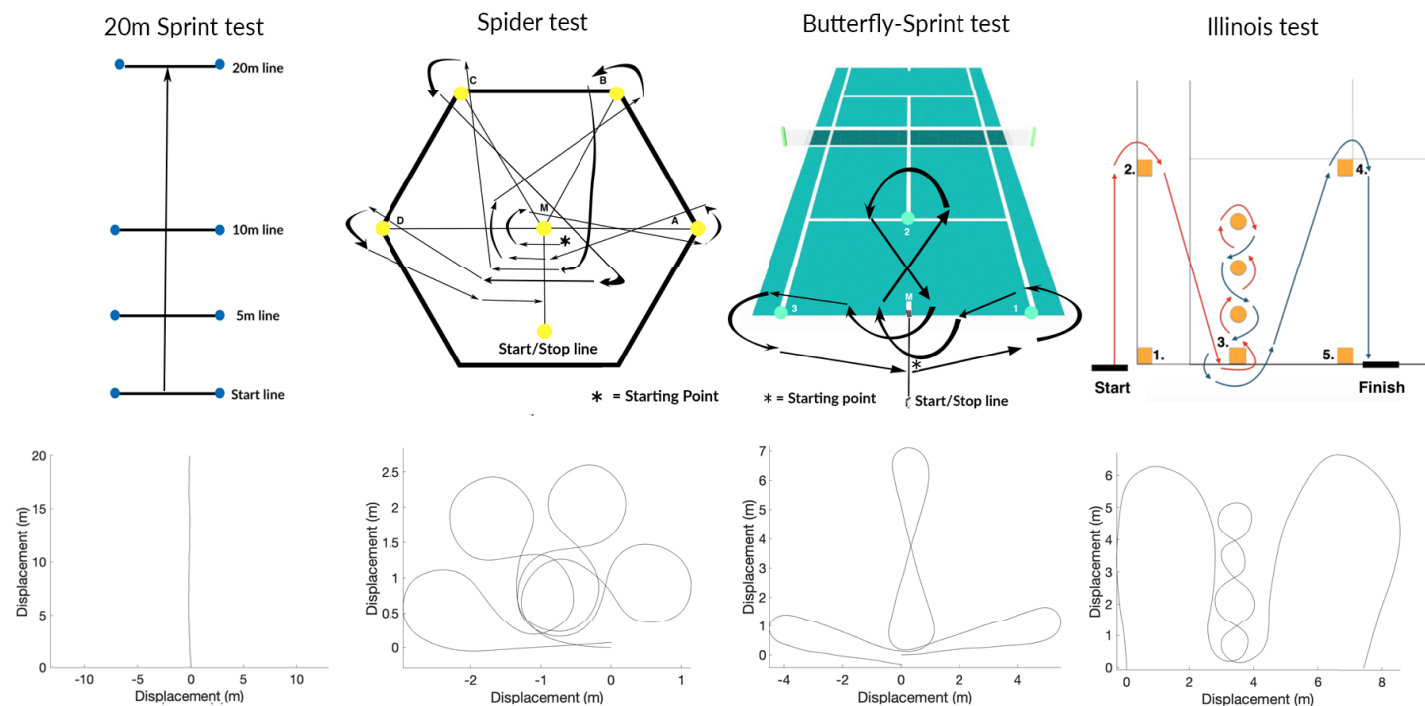 20m Sprint test
Spider test
Butterfly-Sprint test
Illinois test
20m line
10m line
5m line
Start line
C
B
D
M
A
Start/Stop line
* = Starting Point
2
M
3
1
*
* = Starting point
Start/Stop line
2.
4.
3.
1.
5.
Start
Finish
Displacement (m)
20
15
10
5
0
-10
-5
0
5
10
Displacement (m)
Displacement (m)
2.5
2
1.5
1
0.5
0
-2
-1
0
1
Displacement (m)
Displacement (m)
7
6
5
4
3
2
1
0
-4
-2
0
2
4
Displacement (m)
Displacement (m)
6
5
4
3
2
1
0
0
2
4
6
8
Displacement (m)